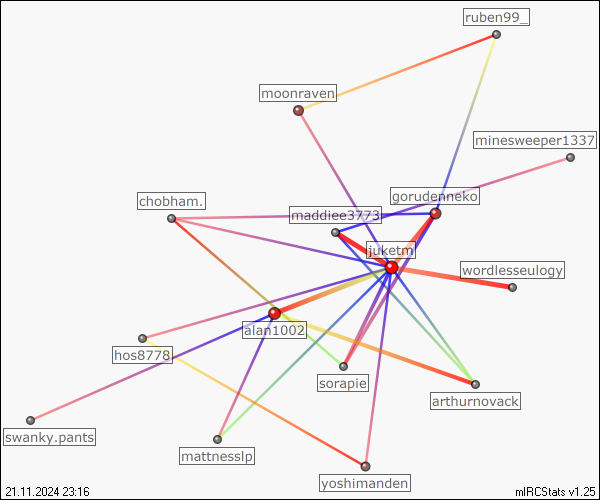 ruben99_
moonraven
minesweeper1337
chobham.
gorudenneko
maddiee3773
juketm
wordlesseulogy
alan1002
hos8778
sorapie
arthurnovack
swanky.pants
mattnesslp
yoshimanden
21.11.2024 23:16
mIRCStats v1.25